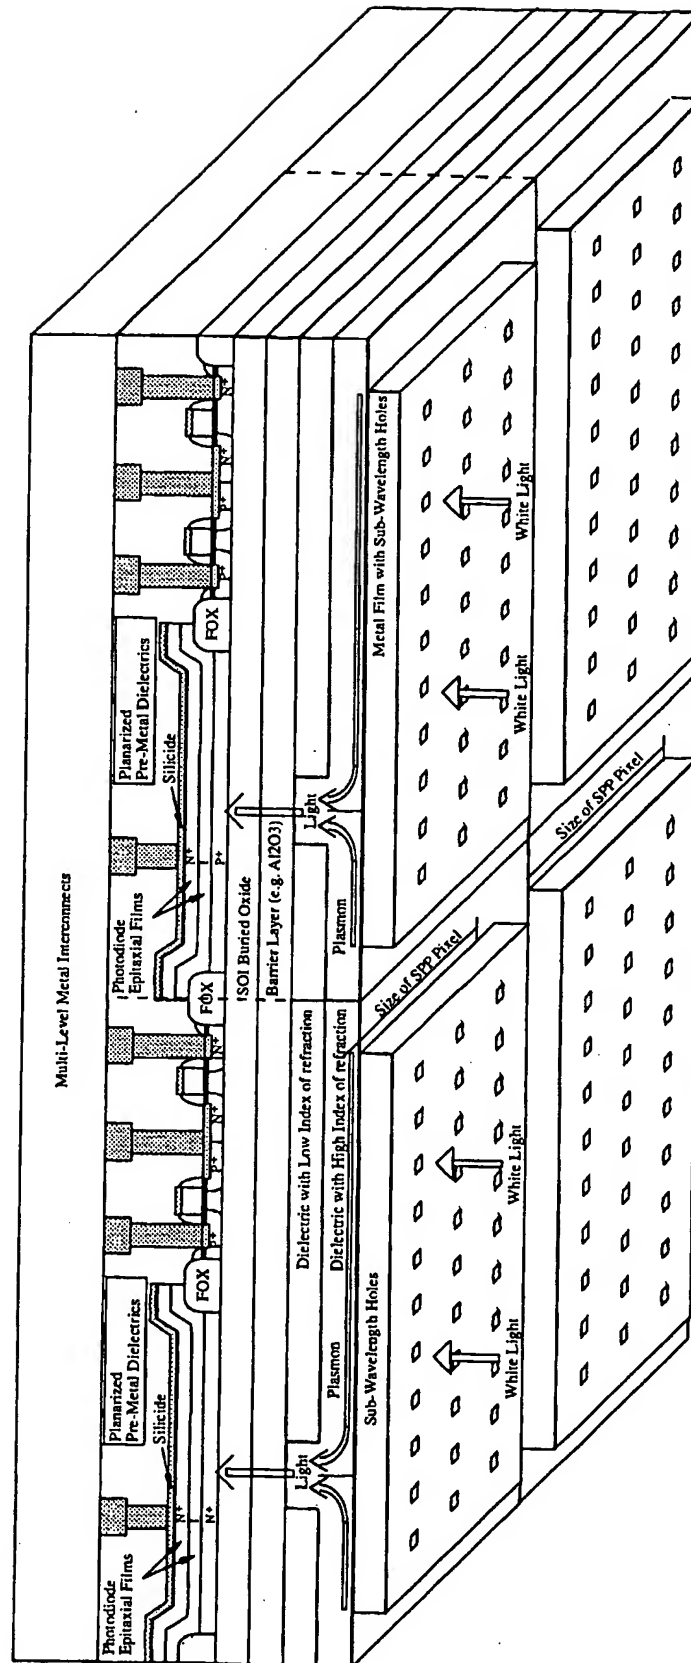 Multi-Level Metal Interconnects
Photodiode
Epitaxial Films
Planarized
Pre-Metal Dielectrics
Silicide
N+
I
P+
FOX
P+
P+
N+
N+
FOX
Photodiode
Epitaxial Films
Planarized
Pre-Metal Dielectrics
Silicide
N+
I
P+
FOX
P+
P+
N+
N+
SOI Buried Oxide
Barrier Layer (e.g. Al2O3)
Dielectric with Low Index of refraction
Dielectric with High Index of refraction
Light
Plasmon
Light
Plasmon
Sub-Wavelength Holes
Metal Film with Sub-Wavelength Holes
White Light
White Light
White Light
White Light
Size of SPP Pixel
Size of SPP Pixel